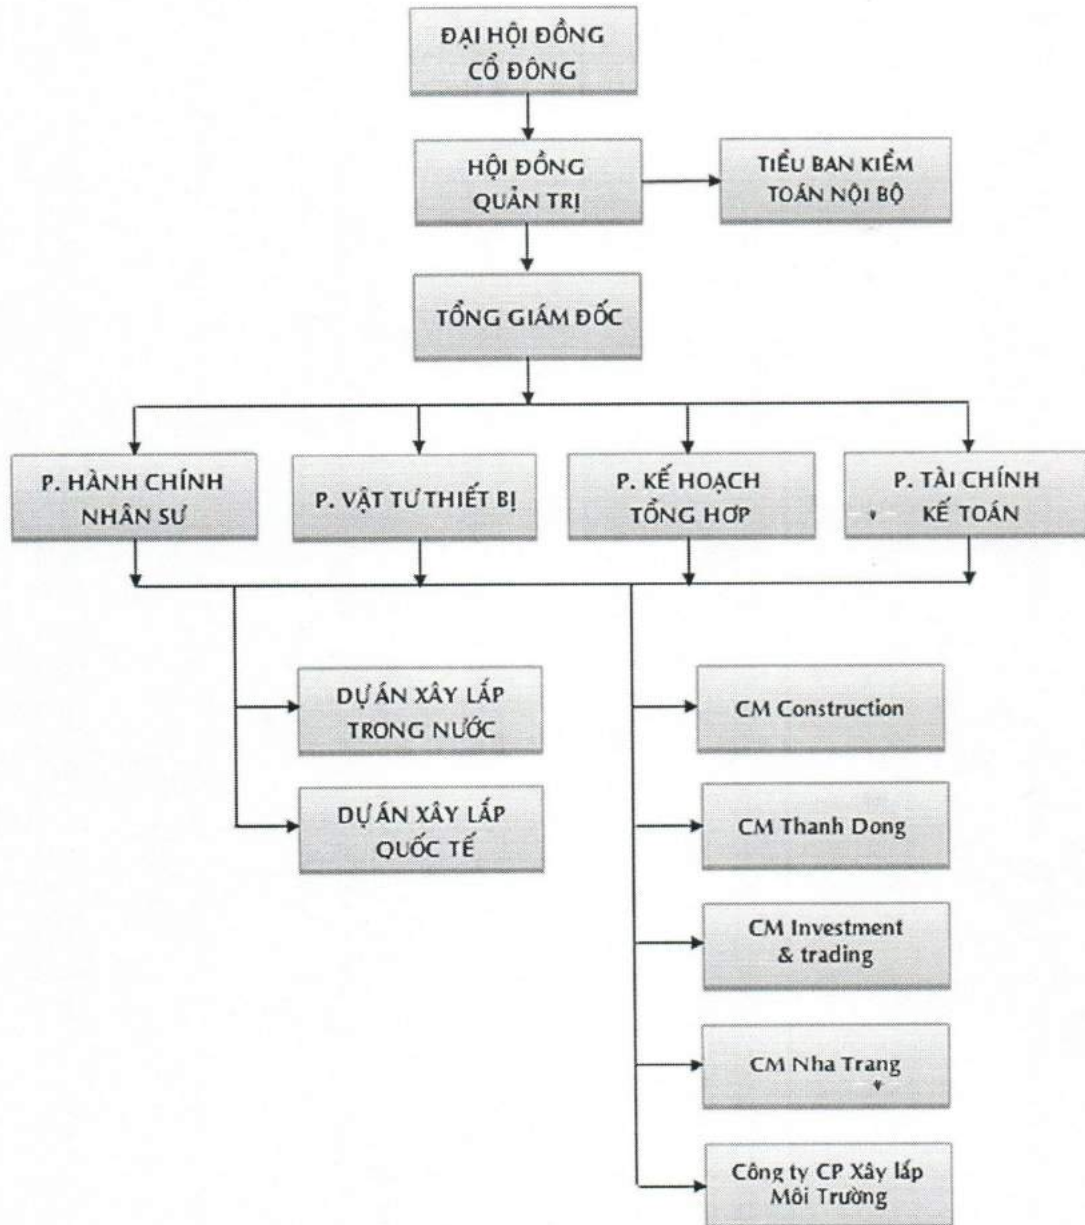 ĐẠI HỘI ĐỒNG
CỔ ĐÔNG
HỘI ĐỒNG
QUẢN TRỊ
TIỂU BAN KIỂM
TOÁN NỘI BỘ
TỔNG GIÁM ĐỐC
P. HÀNH CHÍNH
NHÂN SƯ
P. VẬT TƯ THIẾT BỊ
P. KẾ HOẠCH
TỔNG HƠP
P. TÀI CHÍNH
KẾ TOÁN
DỰ ÁN XÂY LẮP
TRONG NƯỚC
DỰ ÁN XÂY LẮP
QUỐC TẾ
CM Construction
CM Thanh Dong
CM Investment
& trading
CM Nha Trang
Công ty CP Xây lắp
Môi Trường